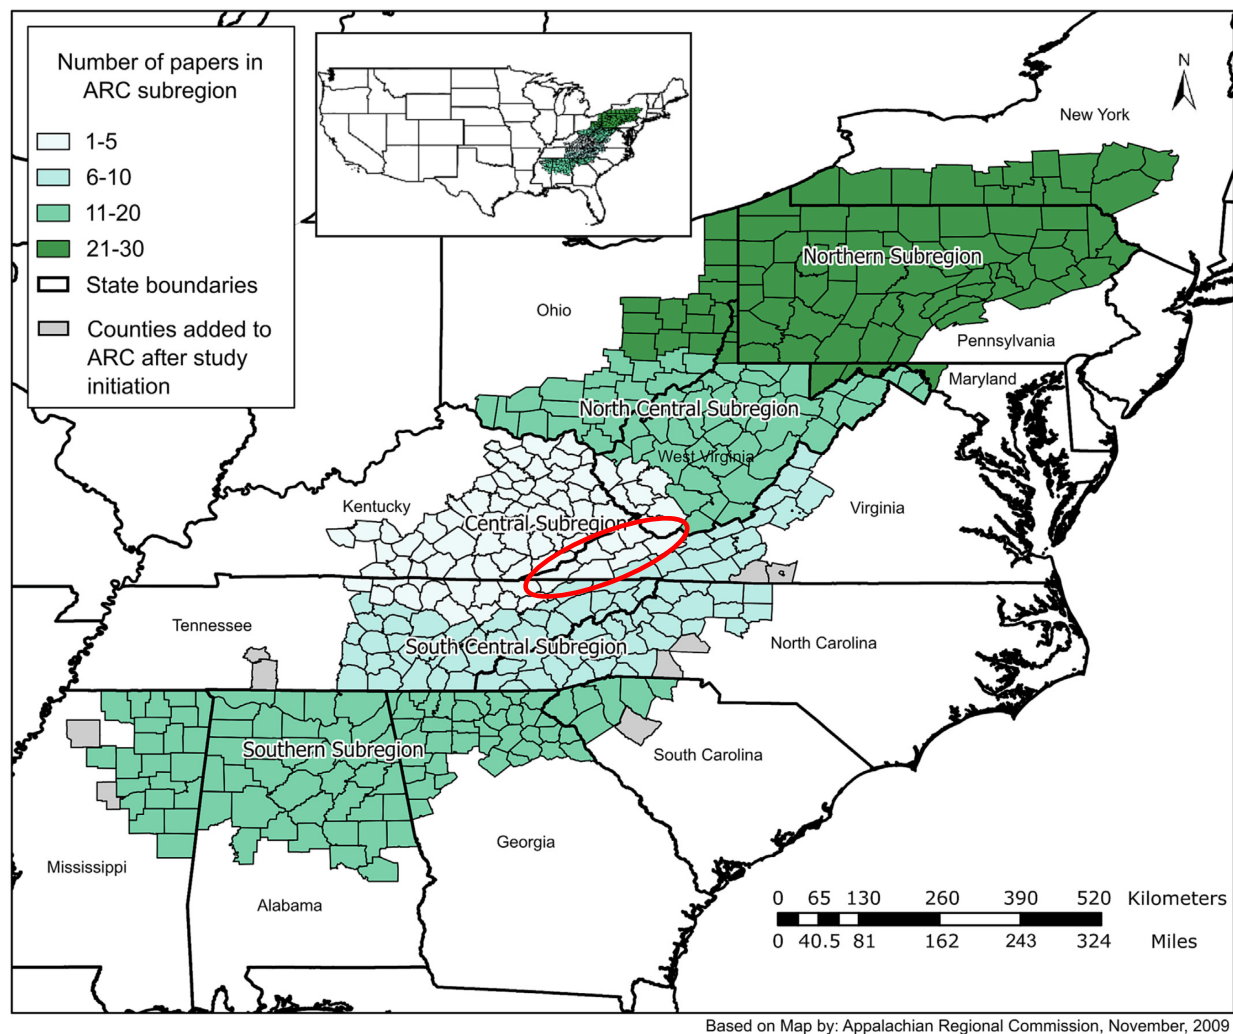 Number of papers in
ARC subregion
1-5
6-10
11-20
21-30
State boundaries
Counties added to
ARC after study
initiation
N
New York
Northern Subregion
Ohio
Pennsylvania
Maryland
North Central Subregion
West Virginia
Kentucky
Virginia
Central Subregion
Tennessee
North Carolina
South Central Subregion
Southern Subregion
South Carolina
Georgia
Mississippi
Alabama
0 65 130 260 390 520 Kilometers
0 40.5 81 162 243 324 Miles
Based on Map by: Appalachian Regional Commission, November, 2009